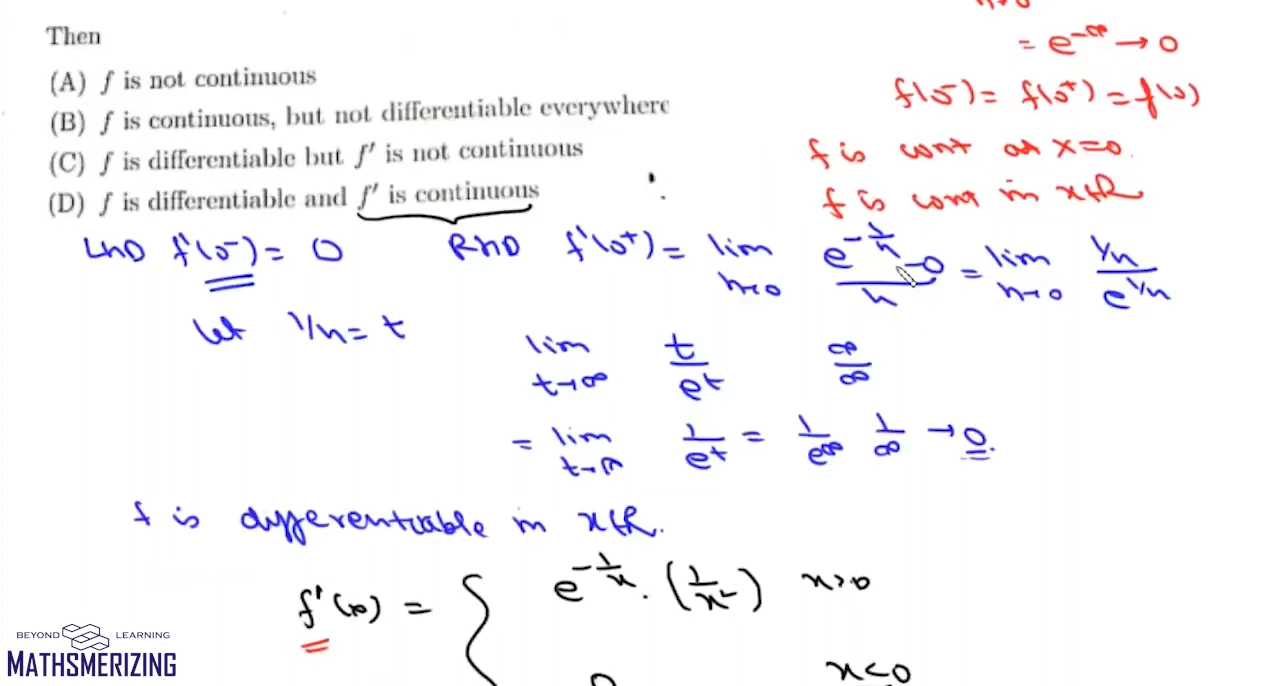 Then
= e^{-∞} → 0
(A) f is not continuous
f(0⁻) = f(0⁺) = f(0)
(B) f is continuous, but not differentiable everywhere
(C) f is differentiable but f′ is not continuous
f is cont at x=0.
(D) f is differentiable and f′ is continuous
f is cont in x∈R
LHD f'(0⁻) = 0 RHD f'(0⁺) = lim h→0 (e^{-1/h} - 0)/h = lim h→0 (1/h)/(e^{1/h})
Let 1/h = t
lim t→∞ t/e^t ∞/∞
= lim t→∞ 1/e^t = 1/e^∞ 1/∞ → 0.
f is differentiable in x∈R.
f'(x) = { e^{-1/x} · (1/x²) x>0
0 x<0
BEYOND LEARNING
MATHSMERIZING